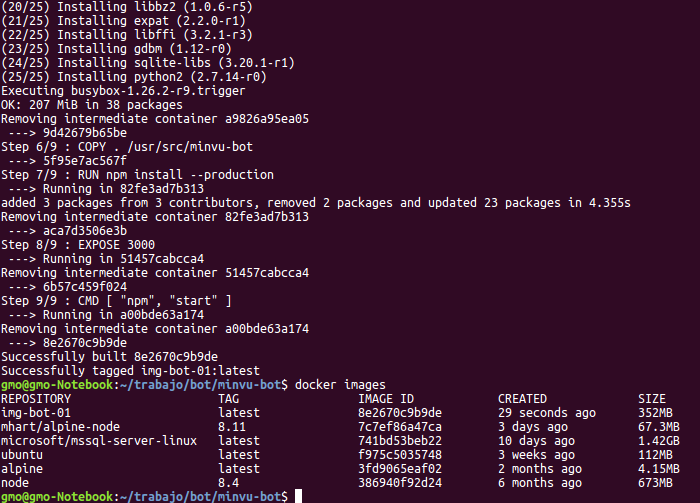 (20/25) Installing libbz2 (1.0.6-r5)
(21/25) Installing expat (2.2.0-r1)
(22/25) Installing libffi (3.2.1-r3)
(23/25) Installing gdbm (1.12-r0)
(24/25) Installing sqlite-libs (3.20.1-r1)
(25/25) Installing python2 (2.7.14-r0)
Executing busybox-1.26.2-r9.trigger
OK: 207 MiB in 38 packages
Removing intermediate container a9826a95ea05
 ---> 9d42679b65be
Step 6/9 : COPY . /usr/src/minvu-bot
 ---> 5f95e7ac567f
Step 7/9 : RUN npm install --production
 ---> Running in 82fe3ad7b313
added 3 packages from 3 contributors, removed 2 packages and updated 23 packages in 4.355s
Removing intermediate container 82fe3ad7b313
 ---> aca7d3506e3b
Step 8/9 : EXPOSE 3000
 ---> Running in 51457cabcca4
Removing intermediate container 51457cabcca4
 ---> 6b57c459f024
Step 9/9 : CMD [ "npm", "start" ]
 ---> Running in a00bde63a174
Removing intermediate container a00bde63a174
 ---> 8e2670c9b9de
Successfully built 8e2670c9b9de
Successfully tagged img-bot-01:latest
gmo@gmo-Notebook:~/trabajo/bot/minvu-bot$ docker images
REPOSITORY TAG IMAGE ID CREATED SIZE
img-bot-01 latest 8e2670c9b9de 29 seconds ago 352MB
mhart/alpine-node 8.11 7c7ef86a47ca 3 days ago 67.3MB
microsoft/mssql-server-linux latest 741bd53beb22 10 days ago 1.42GB
ubuntu latest f975c5035748 3 weeks ago 112MB
alpine latest 3fd9065eaf02 2 months ago 4.15MB
node 8.4 386940f92d24 6 months ago 673MB
gmo@gmo-Notebook:~/trabajo/bot/minvu-bot$